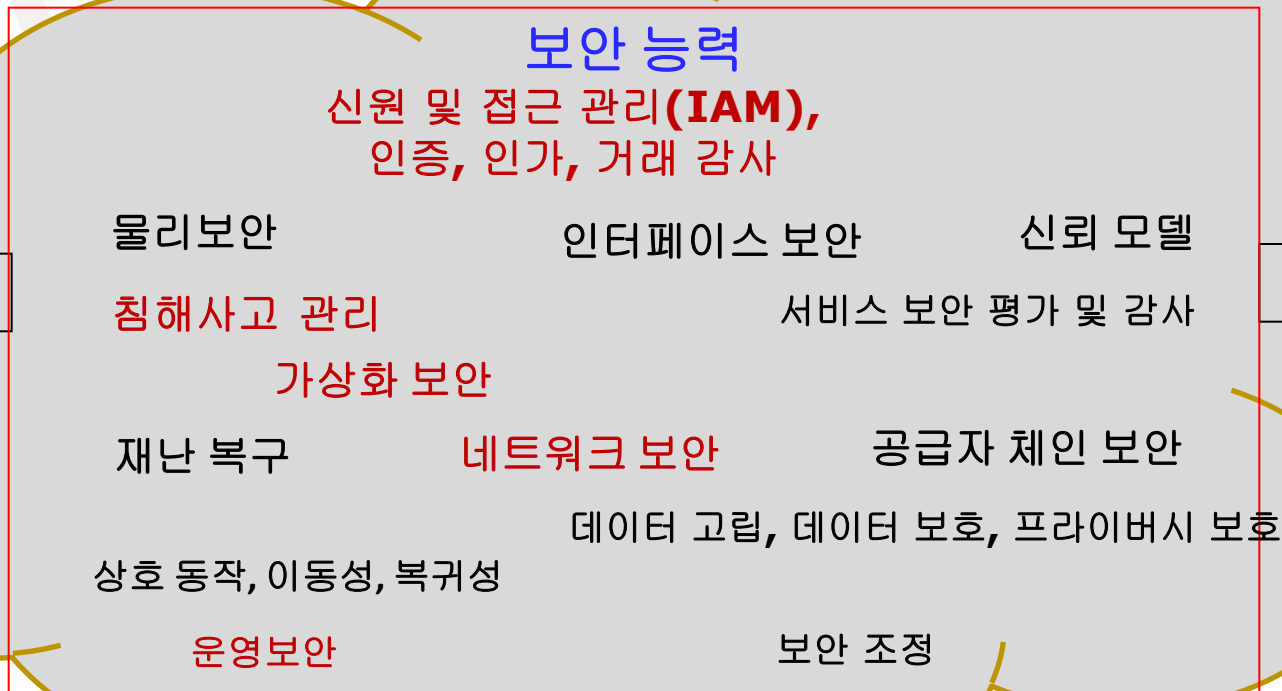 보안 능력
신원 및 접근 관리(IAM),
인증, 인가, 거래 감사
물리보안
인터페이스 보안
신뢰 모델
침해사고 관리
서비스 보안 평가 및 감사
가상화 보안
재난 복구
네트워크 보안
공급자 체인 보안
데이터 고립, 데이터 보호, 프라이버시 보호
상호 동작, 이동성, 복귀성
운영보안
보안 조정